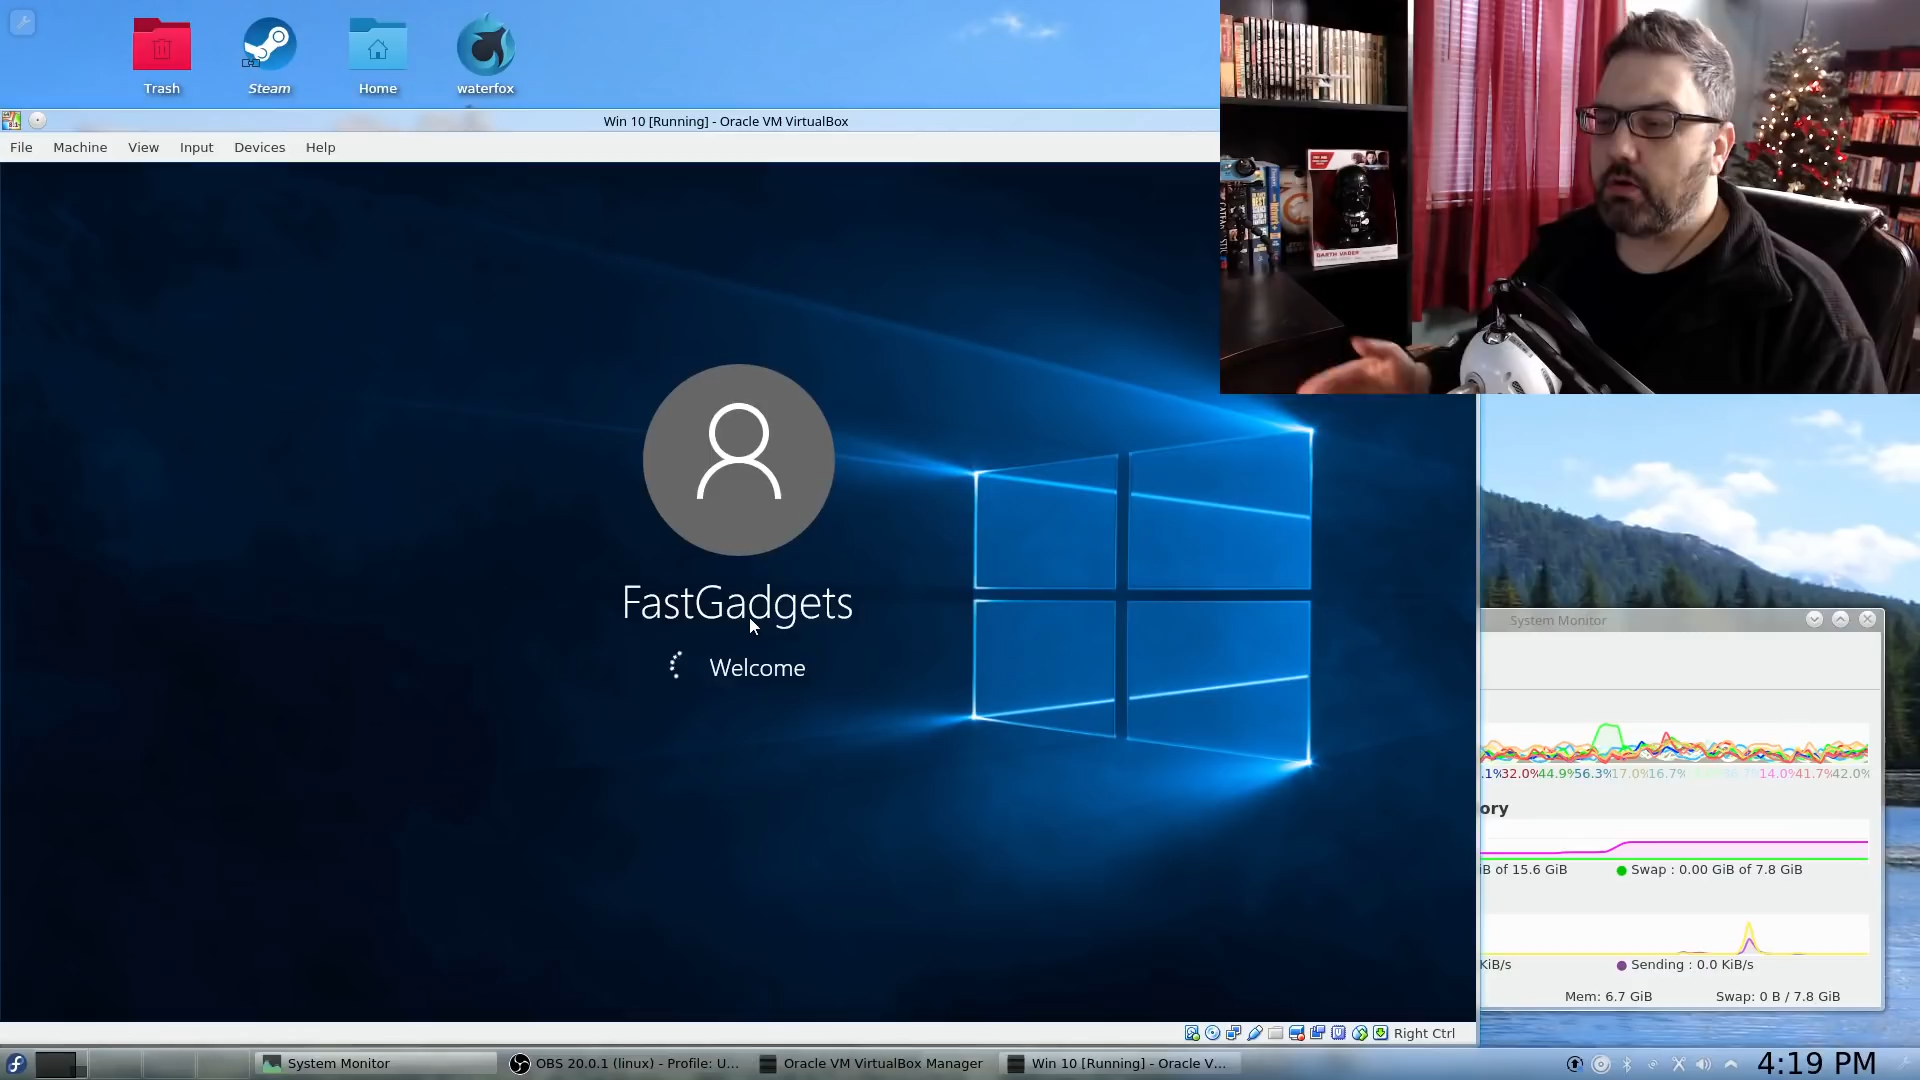 Trash
Steam
Home
waterfox
Win 10 [Running] - Oracle VM VirtualBox
File
Machine
View
Input
Devices
Help
DARTH VADER
FastGadgets
Welcome
System Monitor
.1%32.0%44.9%56.3%17.0%16.7%
14.0%41.7%42.0%
ory
iB of 15.6 GiB
Swap : 0.00 GiB of 7.8 GiB
KiB/s
Sending : 0.0 KiB/s
Mem: 6.7 GiB
Swap: 0 B / 7.8 GiB
Right Ctrl
System Monitor
OBS 20.0.1 (linux) - Profile: U...
Oracle VM VirtualBox Manager
Win 10 [Running] - Oracle V...
4:19 PM